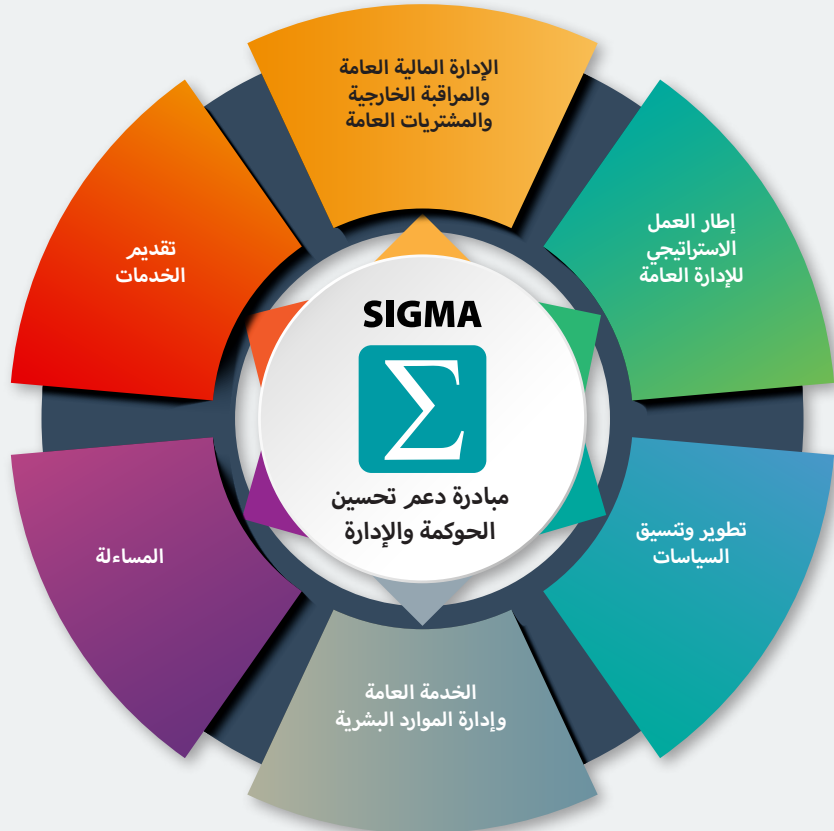 الإدارة المالية العامة
والمراقبة الخارجية
والمشتريات العامة
إطار العمل
الاستراتيجي
للإدارة العامة
تطوير وتنسيق
السياسات
الخدمة العامة
وإدارة الموارد البشرية
المساءلة
تقديم
الخدمات
SIGMA
Σ
مبادرة دعم تحسين
الحوكمة والإدارة